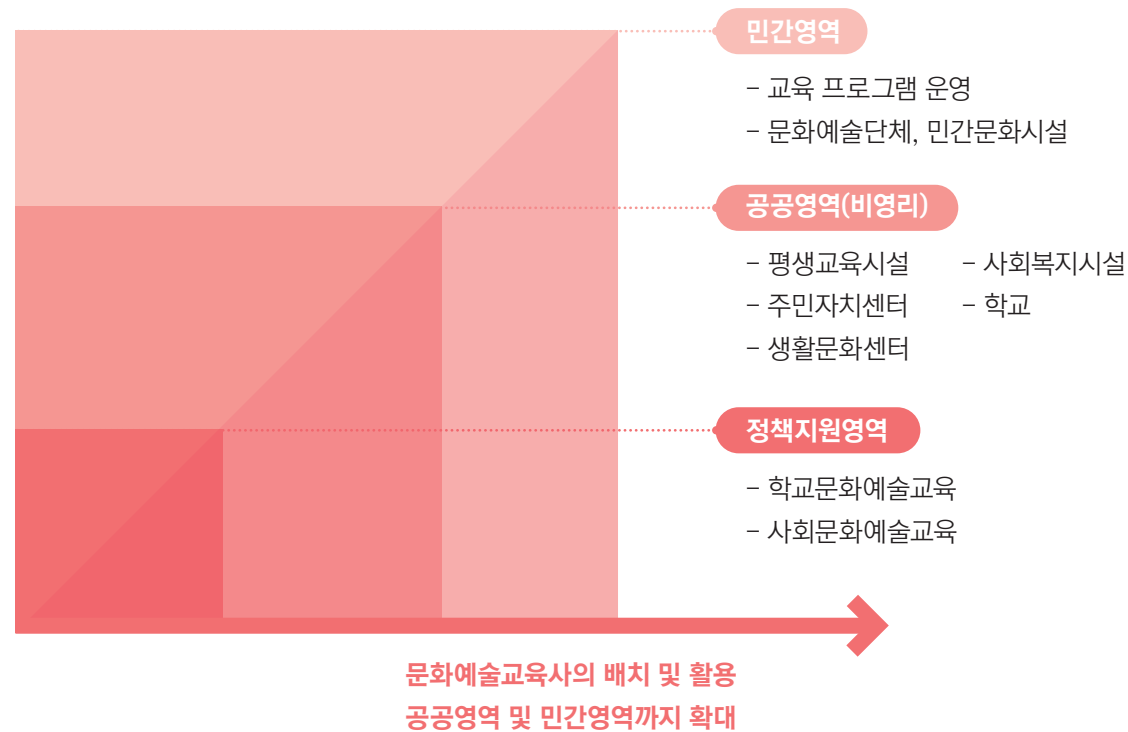 민간영역
– 교육 프로그램 운영
– 문화예술단체, 민간문화시설
공공영역(비영리)
– 평생교육시설 – 사회복지시설
– 주민자치센터 – 학교
– 생활문화센터
정책지원영역
– 학교문화예술교육
– 사회문화예술교육
문화예술교육사의 배치 및 활용
공공영역 및 민간영역까지 확대